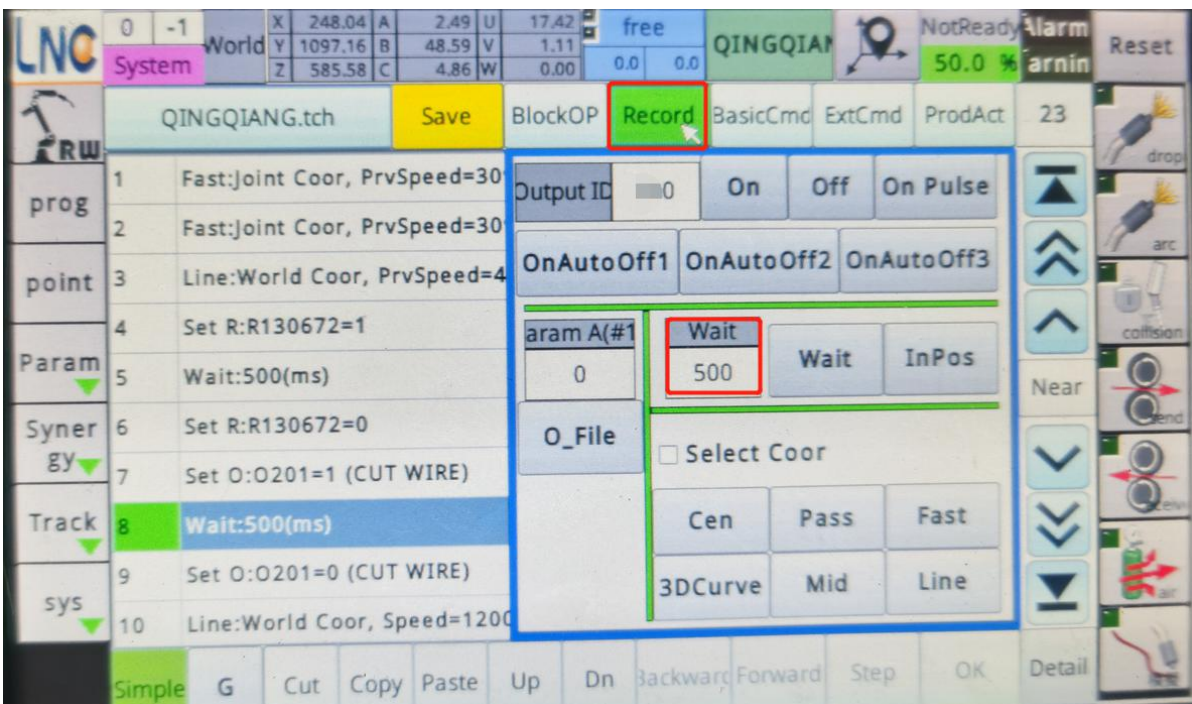 LNC
0 -1
System
World
X 248.04 A 2.49 U 17.42
Y 1097.16 B 48.59 V 1.11
Z 585.58 C 4.86 W 0.00
free
0.0 0.0
QINGQIAN
NotReady
50.0 %
Alarm
arnin
Reset
RW
QINGQIANG.tch
Save
BlockOP
Record
BasicCmd
ExtCmd
ProdAct
23
drop
prog
point
Param
Syner
gy
Track
sys
1 Fast:Joint Coor, PrvSpeed=30
2 Fast:Joint Coor, PrvSpeed=30
3 Line:World Coor, PrvSpeed=4
4 Set R:R130672=1
5 Wait:500(ms)
6 Set R:R130672=0
7 Set O:O201=1 (CUT WIRE)
8 Wait:500(ms)
9 Set O:O201=0 (CUT WIRE)
10 Line:World Coor, Speed=1200
Output ID
0
On
Off
On Pulse
OnAutoOff1
OnAutoOff2
OnAutoOff3
aram A(#1
0
Wait
500
Wait
InPos
O_File
Select Coor
Cen
Pass
Fast
3DCurve
Mid
Line
Near
arc
collision
end
air
Simple
G
Cut
Copy
Paste
Up
Dn
Backward
Forward
Step
OK
Detail